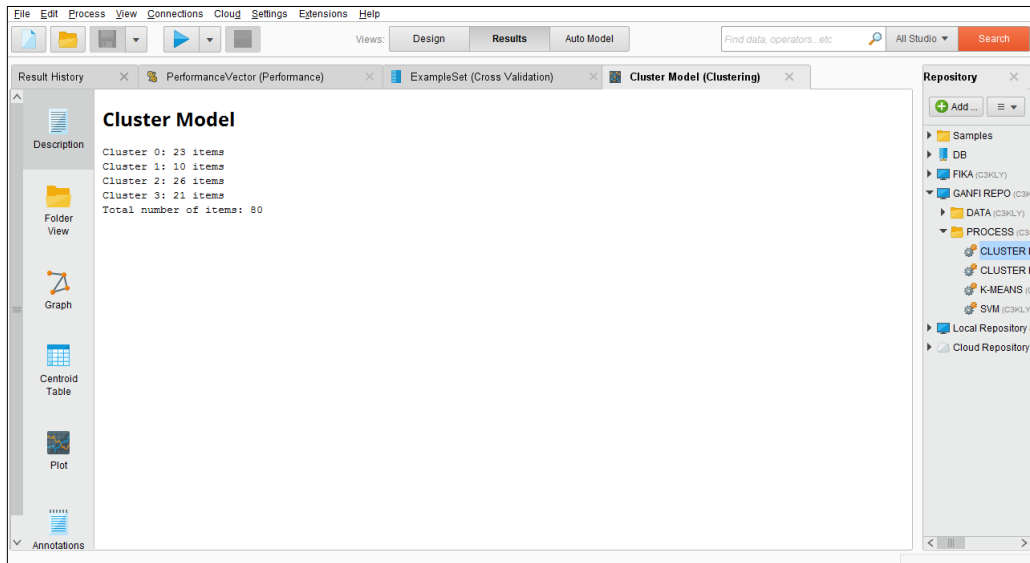 File Edit Process View Connections Cloud Settings Extensions Help
Views: Design Results Auto Model Find data, operators...etc All Studio Search
Result History PerformanceVector (Performance) ExampleSet (Cross Validation) Cluster Model (Clustering) Repository
Description
Folder
View
Graph
Centroid
Table
Plot
Annotations
Cluster Model
Cluster 0: 23 items
Cluster 1: 10 items
Cluster 2: 26 items
Cluster 3: 21 items
Total number of items: 80
Add ...
Samples
DB
FIKA (C3KLY)
GANFI REPO (C3K
DATA (C3KLY)
PROCESS (C3
CLUSTER
CLUSTER
K-MEANS (
SVM (C3KLY
Local Repository
Cloud Repository